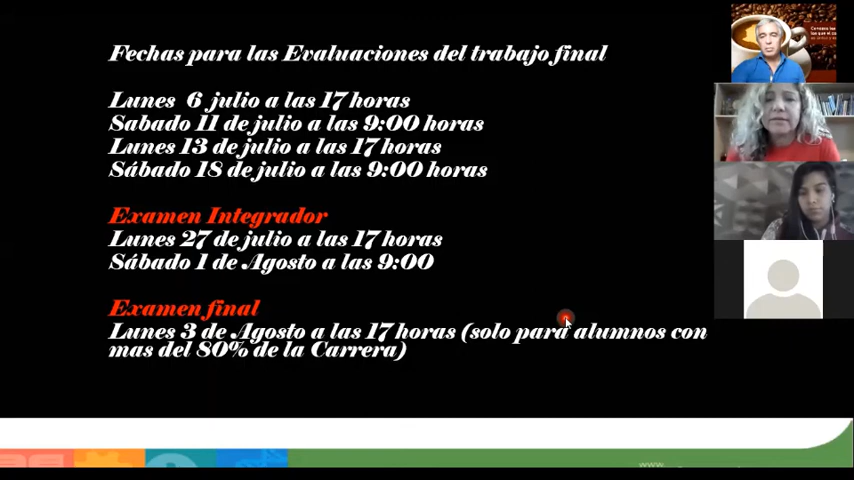 Fechas para las Evaluaciones del trabajo final
Lunes 6 julio a las 17 horas
Sabado 11 de julio a las 9:00 horas
Lunes 13 de julio a las 17 horas
Sábado 18 de julio a las 9:00 horas
Examen Integrador
Lunes 27 de julio a las 17 horas
Sábado 1 de Agosto a las 9:00
Examen final
Lunes 3 de Agosto a las 17 horas (solo para alumnos con
mas del 80% de la Carrera)
www